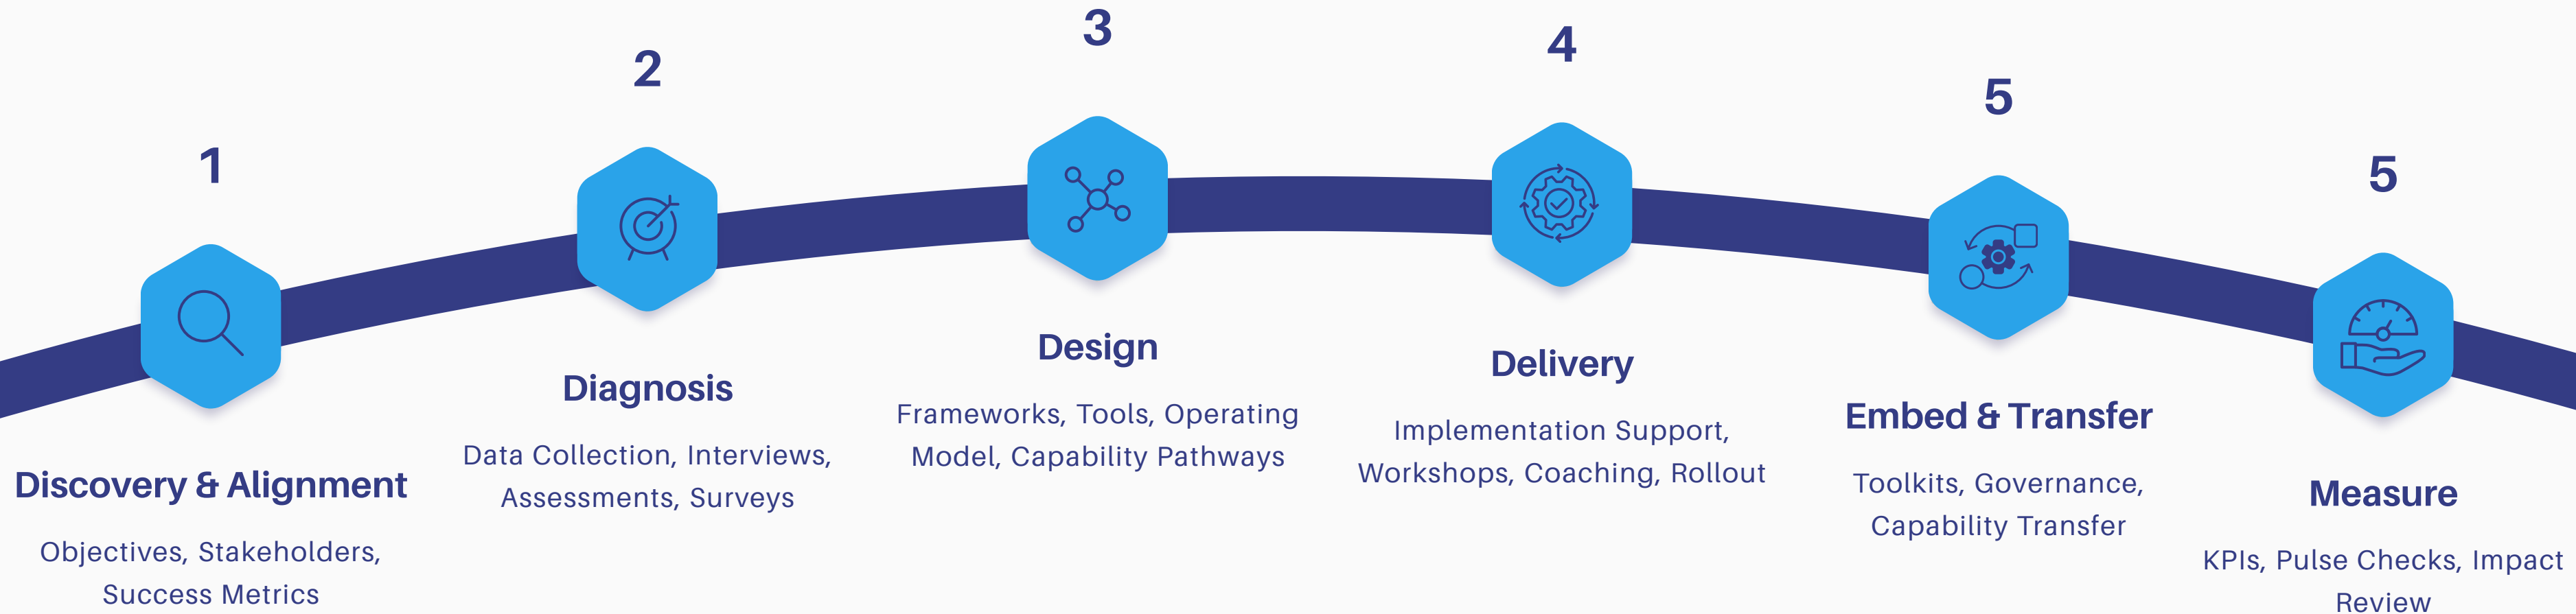 1
Discovery & Alignment
Objectives, Stakeholders,
Success Metrics
2
Diagnosis
Data Collection, Interviews,
Assessments, Surveys
3
Design
Frameworks, Tools, Operating
Model, Capability Pathways
4
Delivery
Implementation Support,
Workshops, Coaching, Rollout
5
Embed & Transfer
Toolkits, Governance,
Capability Transfer
5
Measure
KPIs, Pulse Checks, Impact
Review